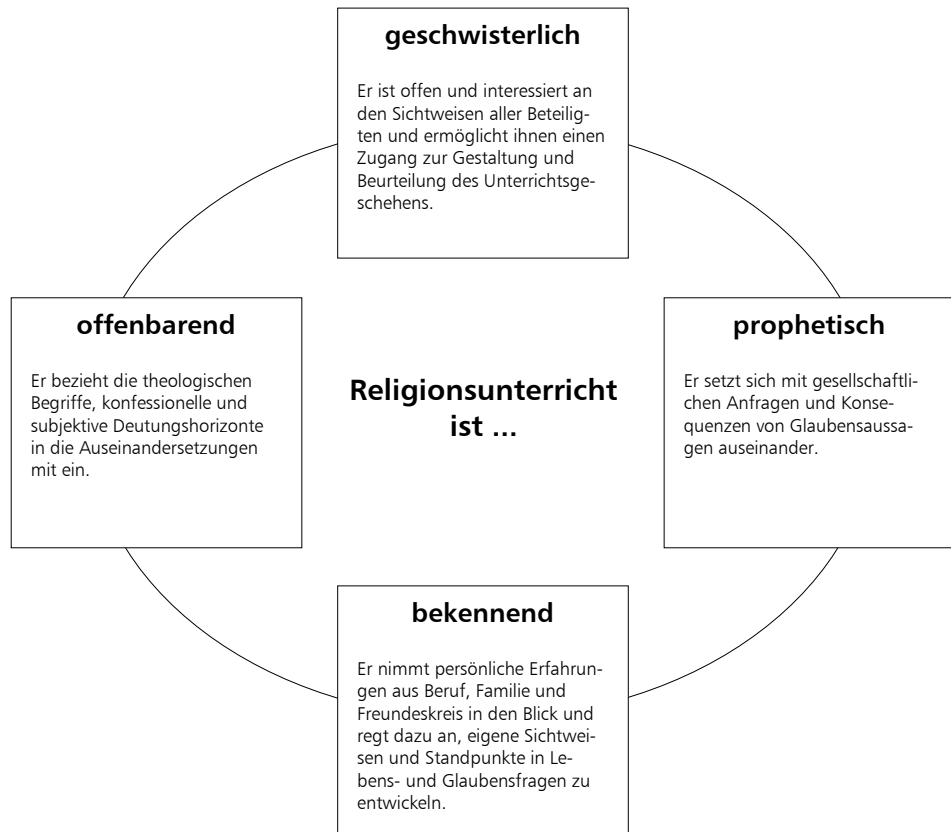 geschwisterlich
Er ist offen und interessiert an
den Sichtweisen aller Beteilig-
ten und ermöglicht ihnen einen
Zugang zur Gestaltung und
Beurteilung des Unterrichtsge-
schehens.
offenbarend
Er bezieht die theologischen
Begriffe, konfessionelle und
subjektive Deutungshorizonte
in die Auseinandersetzungen
mit ein.
Religionsunterricht
ist ...
prophetisch
Er setzt sich mit gesellschaftli-
chen Anfragen und Konse-
quenzen von Glaubensaussa-
gen auseinander.
bekennend
Er nimmt persönliche Erfahrun-
gen aus Beruf, Familie und
Freundeskreis in den Blick und
regt dazu an, eigene Sichtwei-
sen und Standpunkte in Le-
bens- und Glaubensfragen zu
entwickeln.